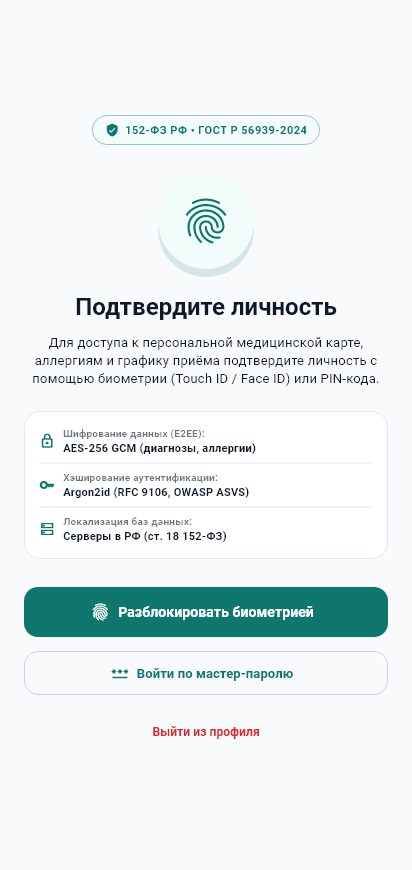 152-ФЗ РФ • ГОСТ Р 56939-2024
Подтвердите личность
Для доступа к персональной медицинской карте,
аллергиям и графику приёма подтвердите личность с
помощью биометрии (Touch ID / Face ID) или PIN-кода.
Шифрование данных (E2EE):
AES-256 GCM (диагнозы, аллергии)
Хэширование аутентификации:
Argon2id (RFC 9106, OWASP ASVS)
Локализация баз данных:
Серверы в РФ (ст. 18 152-ФЗ)
Разблокировать биометрией
Войти по мастер-паролю
Выйти из профиля